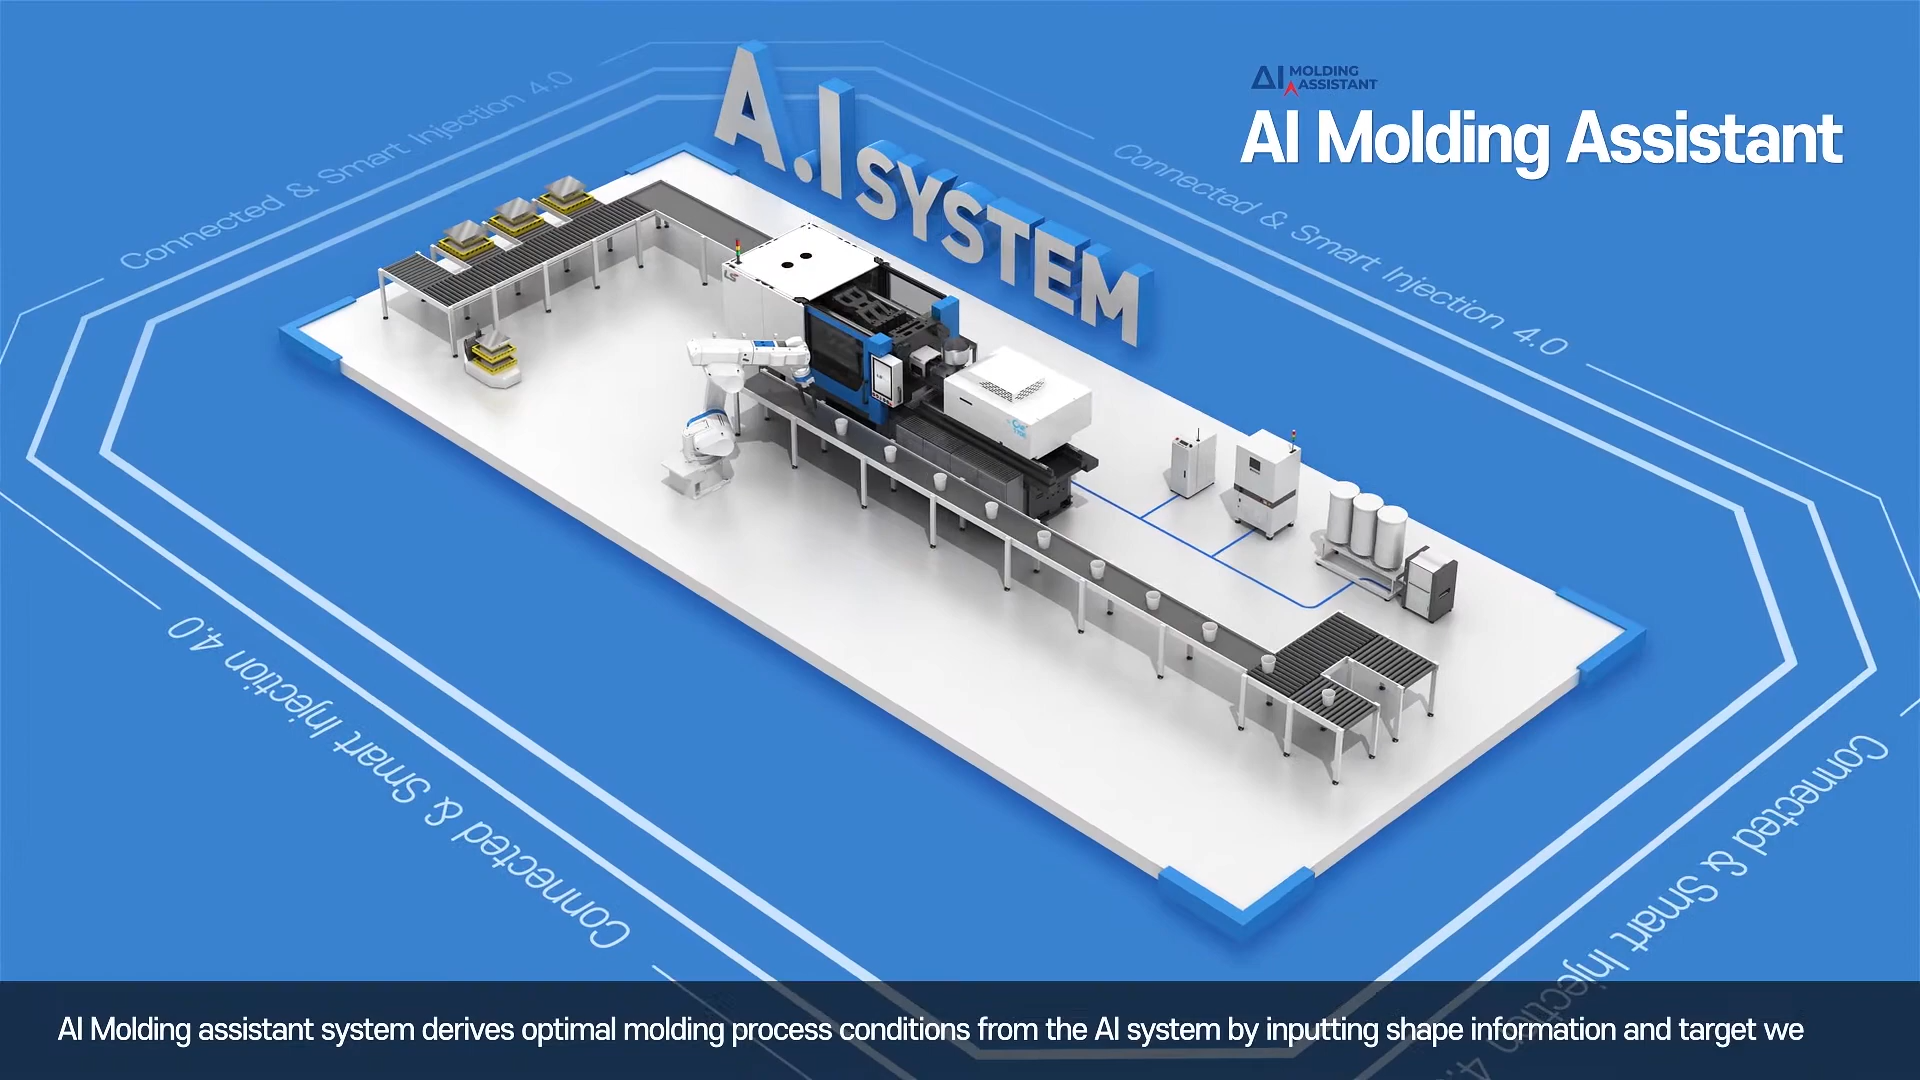 A.I SYSTEM
AI MOLDING
ASSISTANT
AI Molding Assistant
Connected & Smart Injection 4.0
Connected & Smart Injection 4.0
Connected & Smart Injection 4.0
Connected & Smart Injection 4.
LS
AI Molding assistant system derives optimal molding process conditions from the AI system by inputting shape information and target we